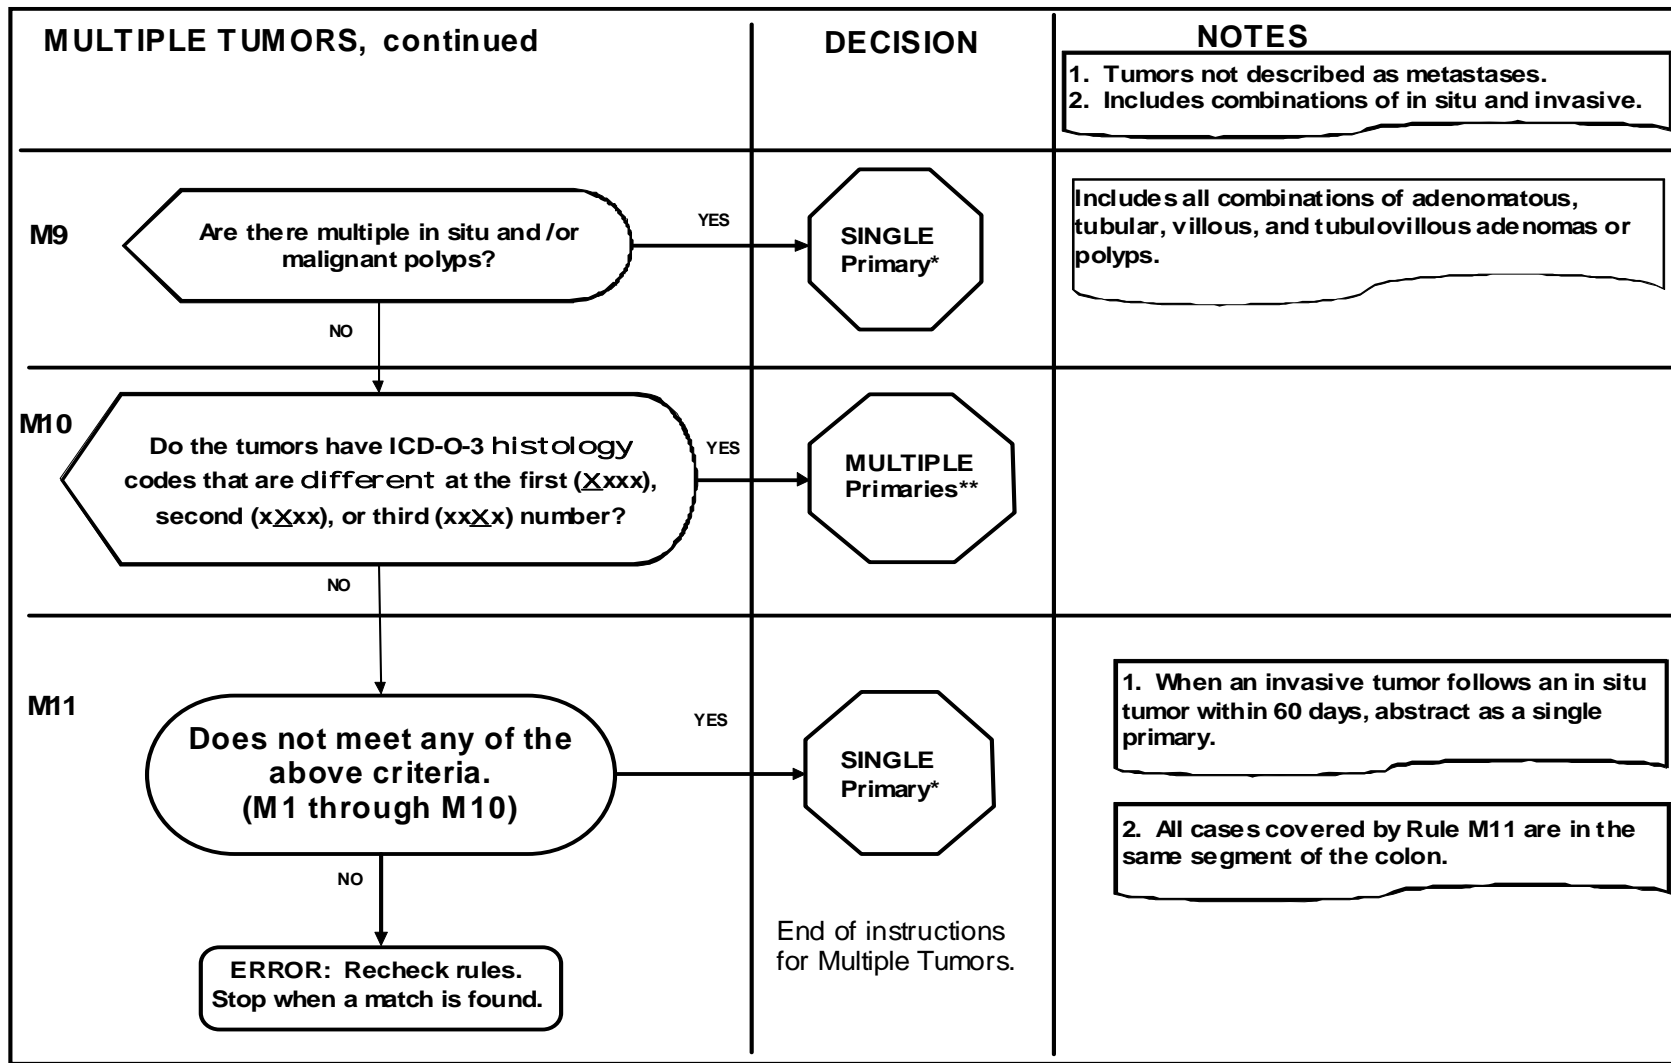 MULTIPLE TUMORS, continued
DECISION
NOTES
1. Tumors not described as metastases.
2. Includes combinations of in situ and invasive.
M9
Are there multiple in situ and /or
malignant polyps?
YES
SINGLE
Primary*
Includes all combinations of adenomatous,
tubular, villous, and tubulovillous adenomas or
polyps.
NO
M10
Do the tumors have ICD-O-3 histology
codes that are different at the first (Xxxx),
second (xXxx), or third (xxXx) number?
YES
MULTIPLE
Primaries**
NO
M11
Does not meet any of the
above criteria.
(M1 through M10)
YES
SINGLE
Primary*
1. When an invasive tumor follows an in situ
tumor within 60 days, abstract as a single
primary.
2. All cases covered by Rule M11 are in the
same segment of the colon.
NO
ERROR: Recheck rules.
Stop when a match is found.
End of instructions
for Multiple Tumors.